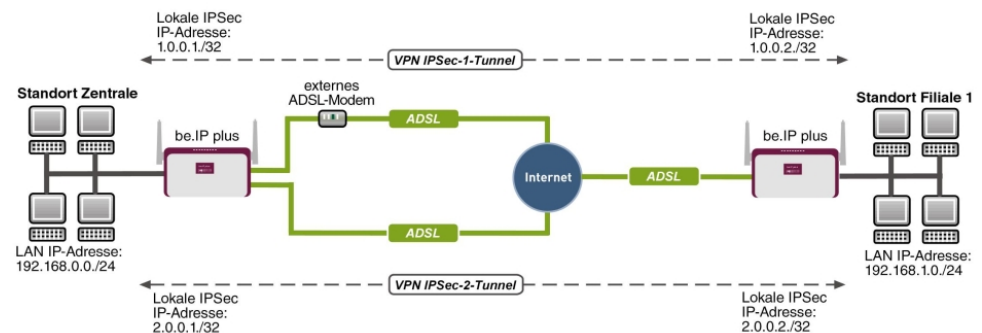 Lokale IPSec
IP-Adresse:
1.0.0.1./32
Lokale IPSec
IP-Adresse:
1.0.0.2./32
VPN IPSec-1-Tunnel
Standort Zentrale
externes
ADSL-Modem
Standort Filiale 1
be.IP plus
ADSL
be.IP plus
Internet
ADSL
ADSL
LAN IP-Adresse:
192.168.0.0./24
LAN IP-Adresse:
192.168.1.0./24
VPN IPSec-2-Tunnel
Lokale IPSec
IP-Adresse:
2.0.0.1./32
Lokale IPSec
IP-Adresse:
2.0.0.2./32